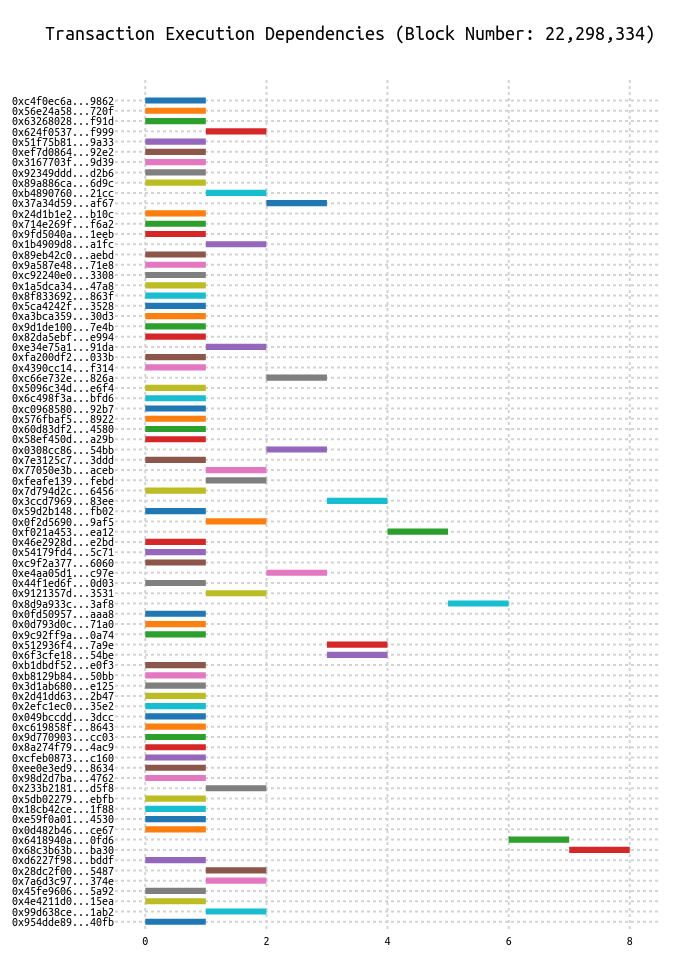 Transaction Execution Dependencies (Block Number: 22,298,334)
0xc4f0ec6a...9862
0x56e24a58...720f
0x63268028...f91d
0x624f0537...f999
0x51f75b81...9a33
0xef7d0864...92e2
0x3167703f...9d39
0x92349ddd...d2b6
0x89a886ca...6d9c
0xb4890760...21cc
0x37a34d59...af67
0x24d1b1e2...b10c
0x714e269f...f6a2
0x9fd5040a...1eeb
0x1b4909d8...a1fc
0x89eb42c0...aebd
0x9a587e48...71e8
0xc92240e0...3308
0x1a5dca34...47a8
0x8f833692...863f
0x5ca4242f...3528
0xa3bca359...30d3
0x9d1de100...7e4b
0x82da5ebf...e994
0xe34e75a1...91da
0xfa200df2...033b
0x4390cc14...f314
0xc66e732e...826a
0x5096c34d...e6f4
0x6c498f3a...bfd6
0xc0968580...92b7
0x576fbaf5...8922
0x60d83df2...4580
0x58ef450d...a29b
0x0308cc86...54bb
0x7e3125c7...3ddd
0x77050e3b...aceb
0xfeafe139...febd
0x7d794d2c...6456
0x3ccd7969...83ee
0x59d2b148...fb02
0x0f2d5690...9af5
0xf021a453...ea12
0x46e2928d...e2bd
0x54179fd4...5c71
0xc9f2a377...6060
0xe4aa05d1...c97e
0x44f1ed6f...0d03
0x9121357d...3531
0x8d9a933c...3af8
0x0fd50957...aaa8
0x0d793d0c...71a0
0x9c92ff9a...0a74
0x512936f4...7a9e
0x6f3cfe18...54be
0xb1dbdf52...e0f3
0xb8129b84...50bb
0x3d1ab680...e125
0x2d41dd63...2b47
0x2efc1ec0...35e2
0x049bccdd...3dcc
0xc619858f...8643
0x9d770903...cc03
0x8a274f79...4ac9
0xcfeb0873...c160
0xee0e3ed9...8634
0x98d2d7ba...4762
0x233b2181...d5f8
0x5db02279...ebfb
0x18cb42ce...1f88
0xe59f0a01...4530
0x0d482b46...ce67
0x6418940a...0fd6
0x68c3b63b...ba30
0xd6227f98...bddf
0x28dc2f00...5487
0x7a6d3c97...374e
0x45fe9606...5a92
0x4e4211d0...15ea
0x99d638ce...1ab2
0x954dde89...40fb
0 2 4 6 8